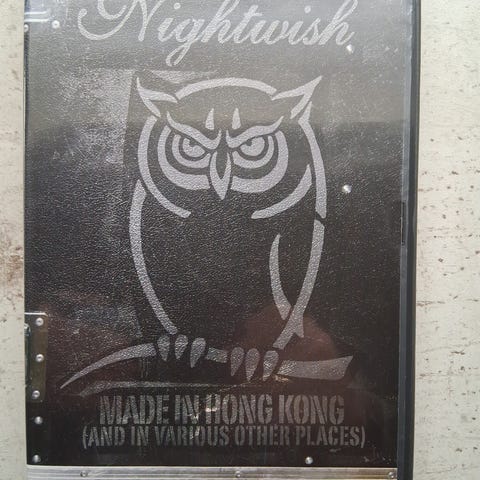 Nightwish
MADE IN HONG KONG
(AND IN VARIOUS OTHER PLACES)